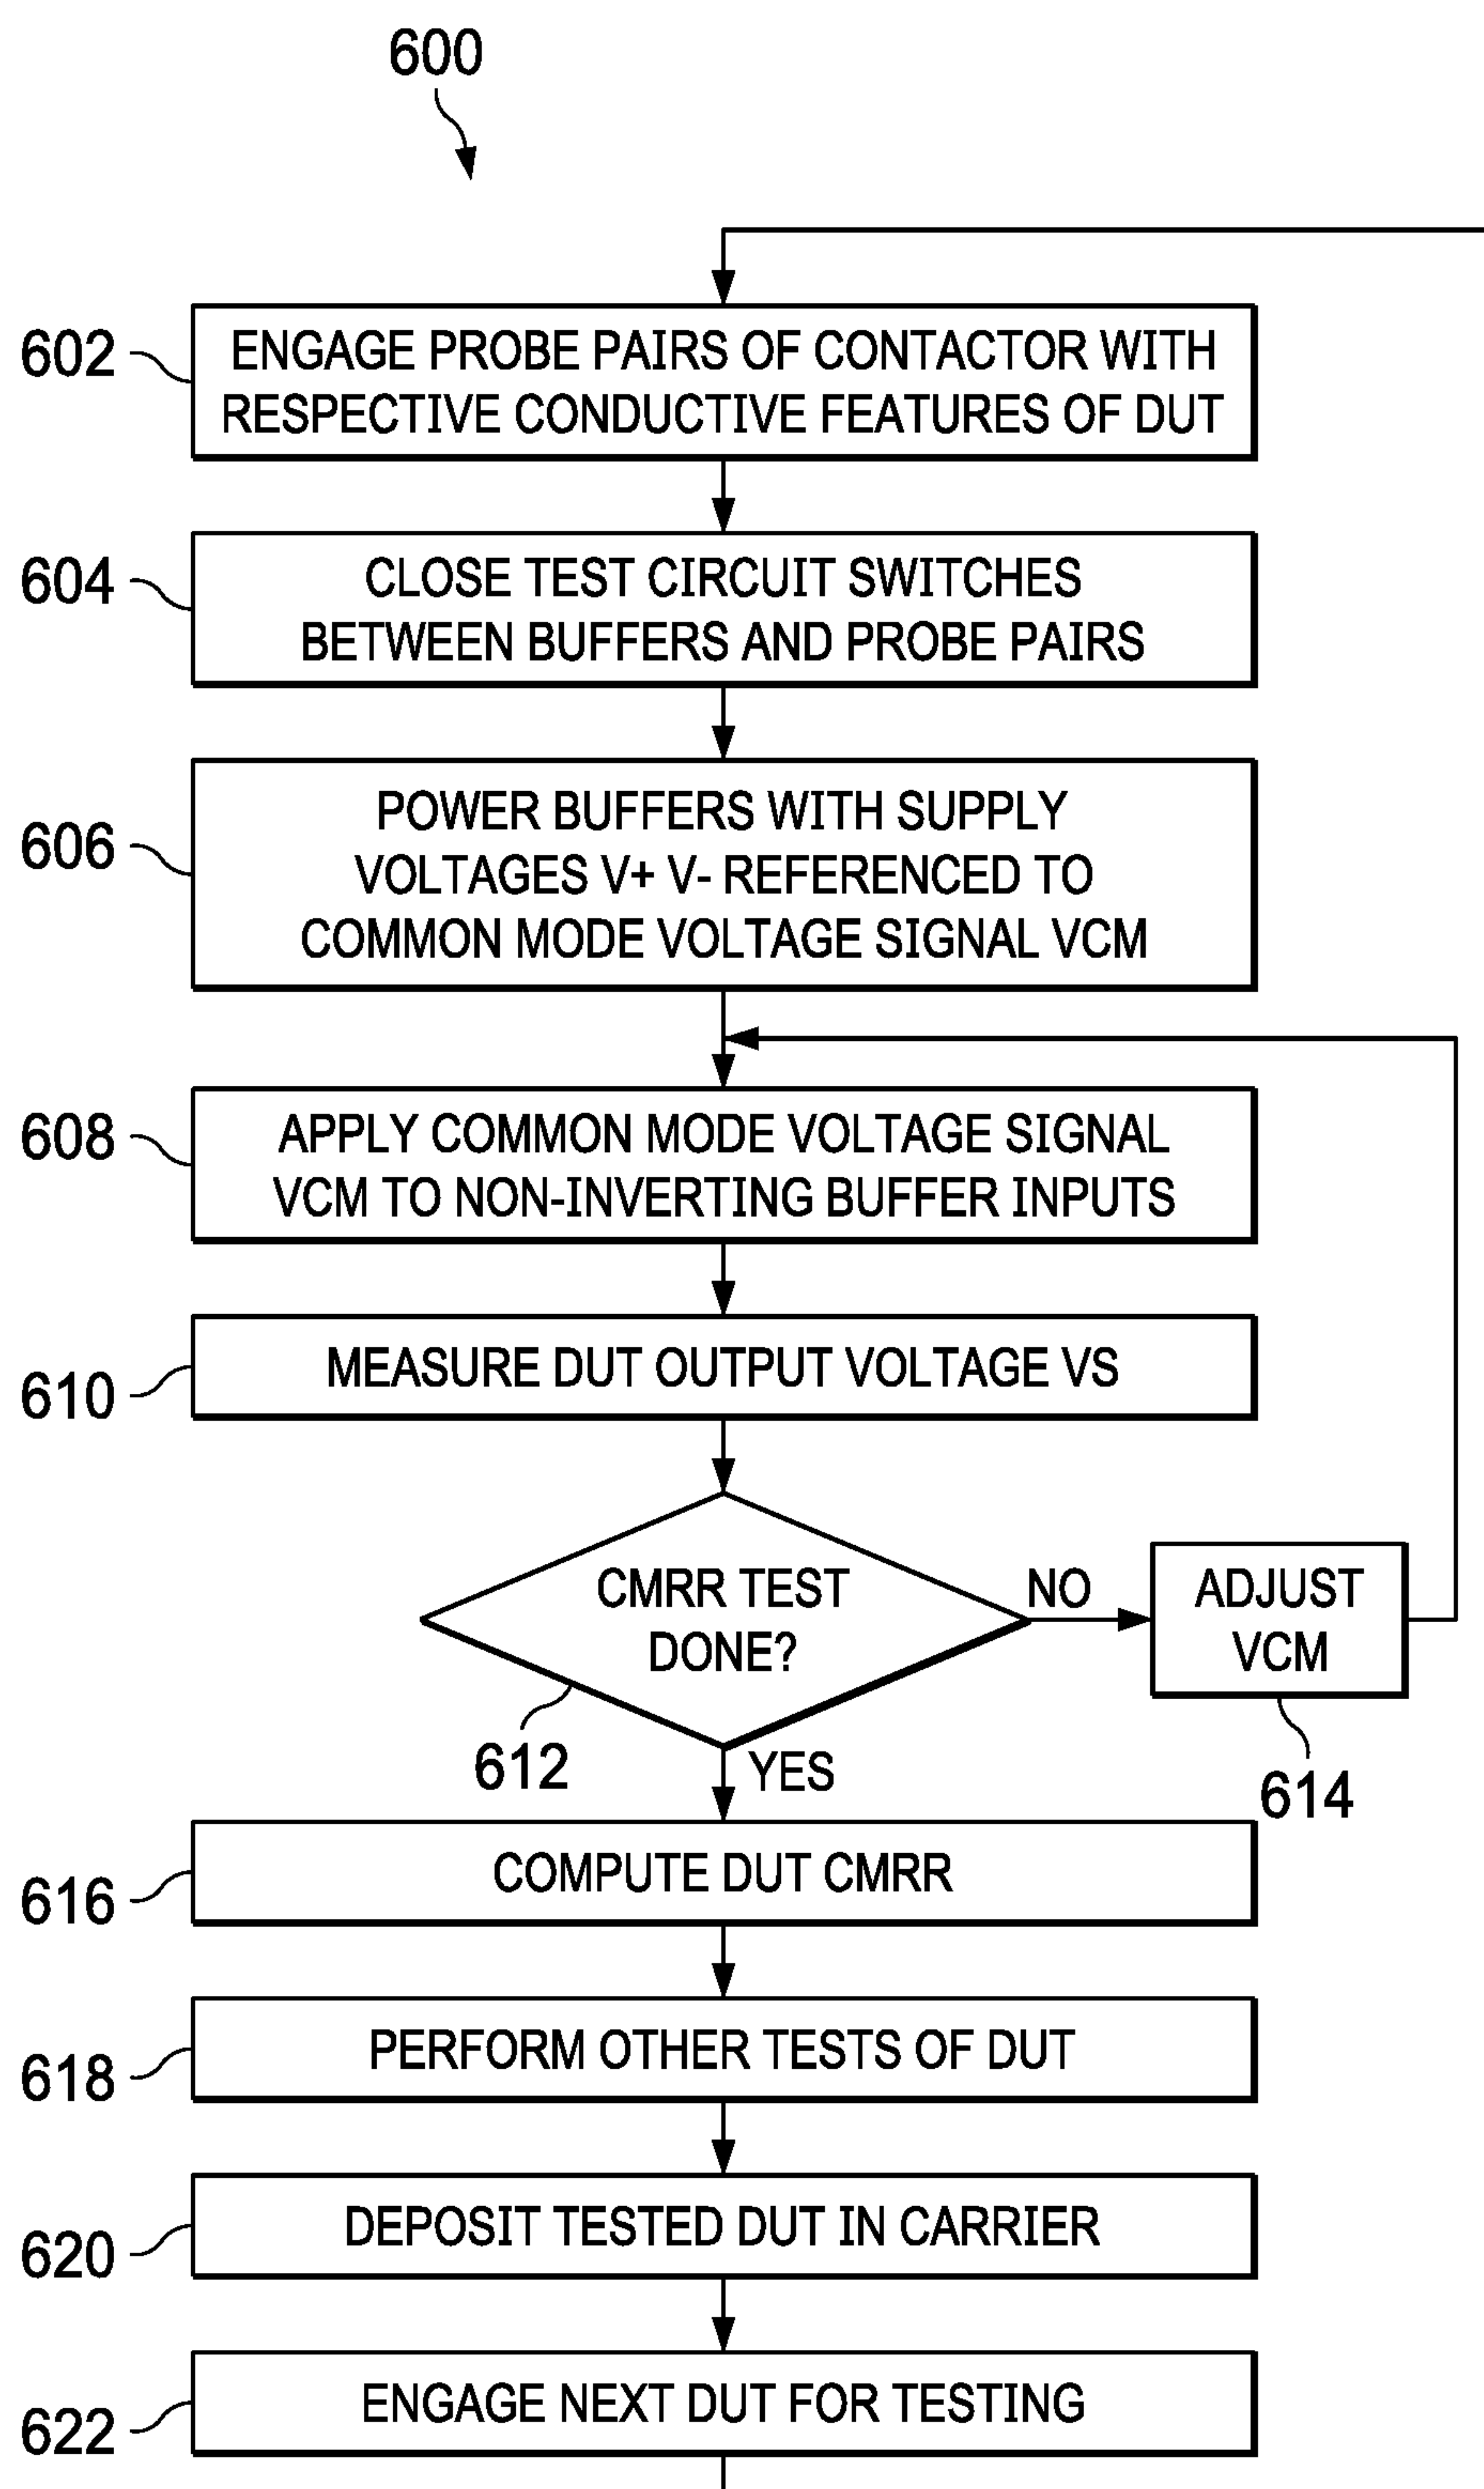 600
602
ENGAGE PROBE PAIRS OF CONTACTOR WITH
RESPECTIVE CONDUCTIVE FEATURES OF DUT
604
CLOSE TEST CIRCUIT SWITCHES
BETWEEN BUFFERS AND PROBE PAIRS
606
POWER BUFFERS WITH SUPPLY
VOLTAGES V+ V- REFERENCED TO
COMMON MODE VOLTAGE SIGNAL VCM
608
APPLY COMMON MODE VOLTAGE SIGNAL
VCM TO NON-INVERTING BUFFER INPUTS
610
MEASURE DUT OUTPUT VOLTAGE VS
CMRR TEST
DONE?
612
NO
ADJUST
VCM
614
YES
616
COMPUTE DUT CMRR
618
PERFORM OTHER TESTS OF DUT
620
DEPOSIT TESTED DUT IN CARRIER
622
ENGAGE NEXT DUT FOR TESTING